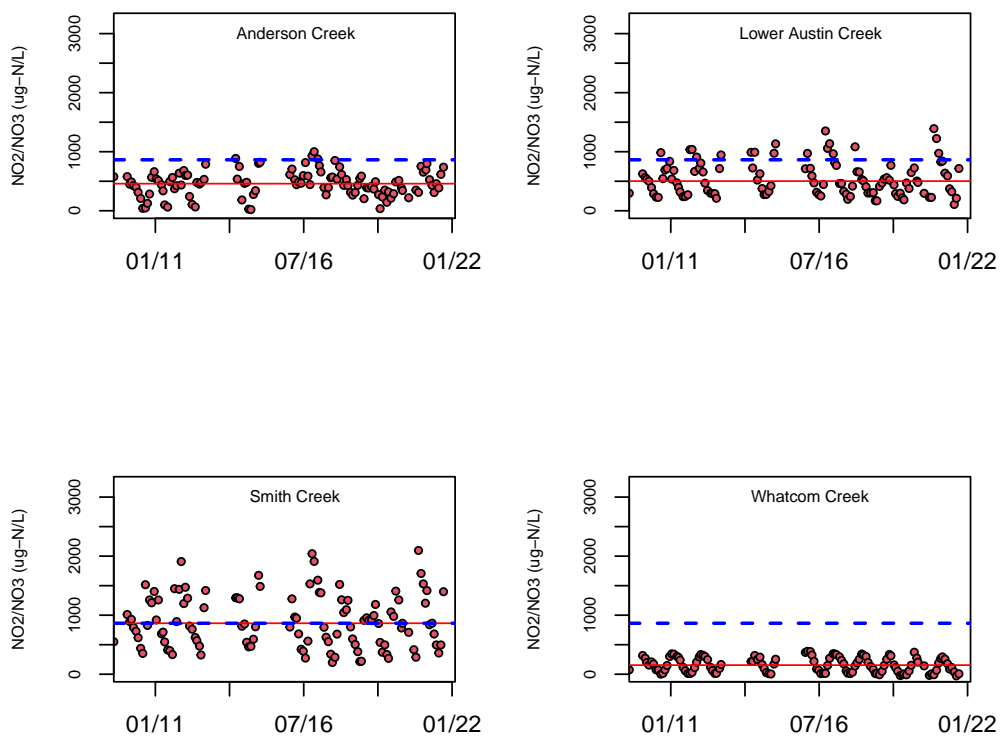 Anderson Creek
NO2/NO3 (ug−N/L)
0 1000 2000 3000
01/11 07/16 01/22
Lower Austin Creek
NO2/NO3 (ug−N/L)
0 1000 2000 3000
01/11 07/16 01/22
Smith Creek
NO2/NO3 (ug−N/L)
0 1000 2000 3000
01/11 07/16 01/22
Whatcom Creek
NO2/NO3 (ug−N/L)
0 1000 2000 3000
01/11 07/16 01/22